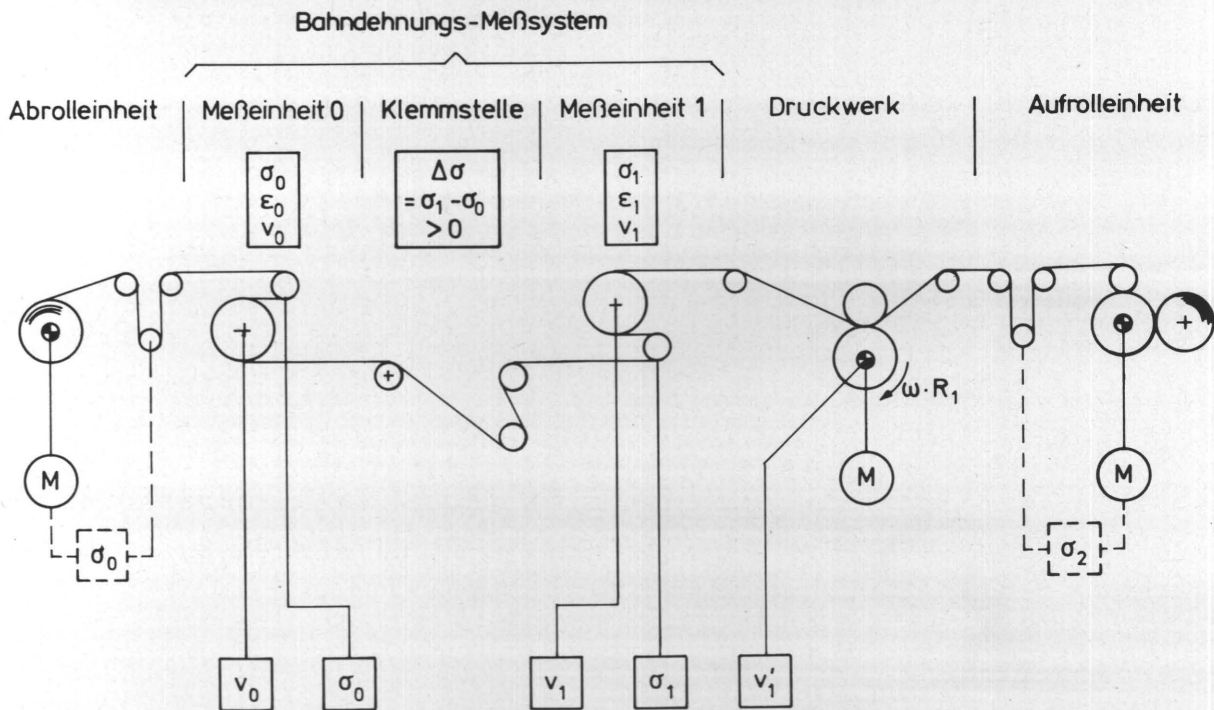 Bahndehnungs-Meßsystem
Abrolleinheit Meßeinheit 0 Klemmstelle Meßeinheit 1 Druckwerk Aufrolleinheit
σ₀
ε₀
v₀
Δσ
= σ₁ - σ₀
> 0
σ₁
ε₁
v₁
ω · R₁
M
M
M
σ₀
σ₂
v₀ σ₀ v₁ σ₁ v₁